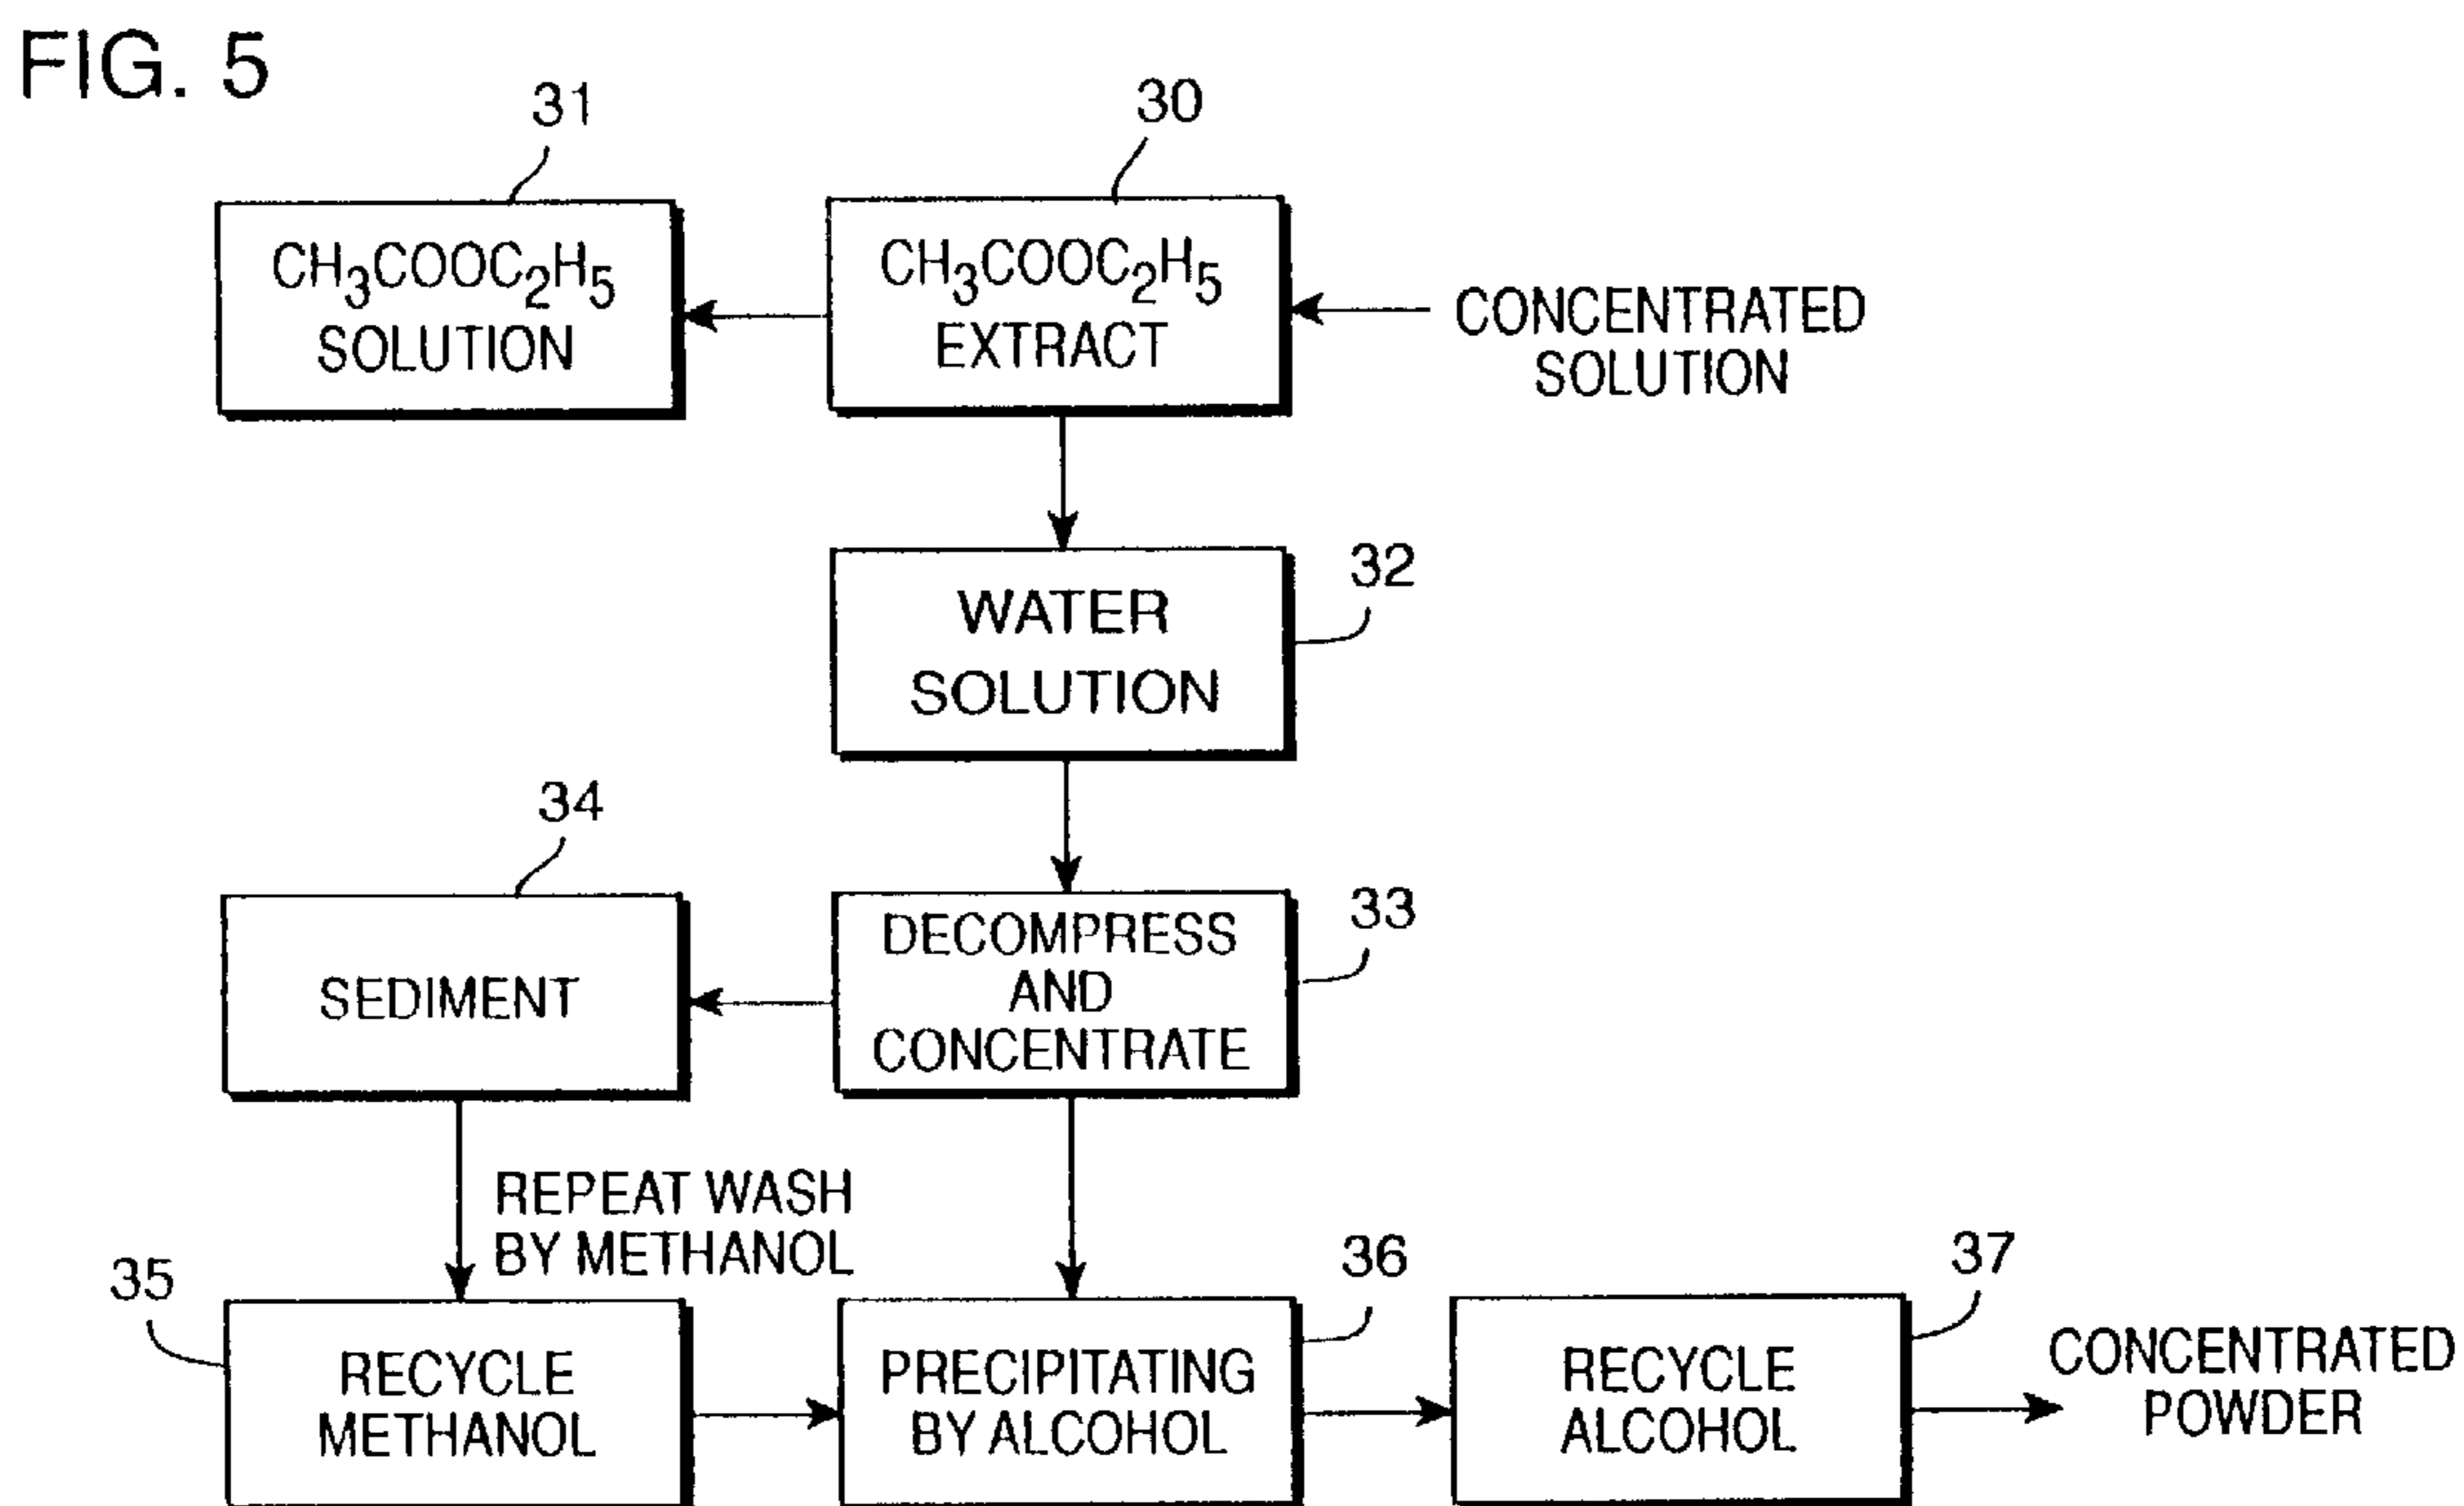 FIG. 5
31
30
CH₃COOC₂H₅
SOLUTION
CH₃COOC₂H₅
EXTRACT
CONCENTRATED
SOLUTION
WATER
SOLUTION
32
34
SEDIMENT
DECOMPRESS
AND
CONCENTRATE
33
REPEAT WASH
BY METHANOL
35
RECYCLE
METHANOL
36
PRECIPITATING
BY ALCOHOL
37
RECYCLE
ALCOHOL
CONCENTRATED
POWDER